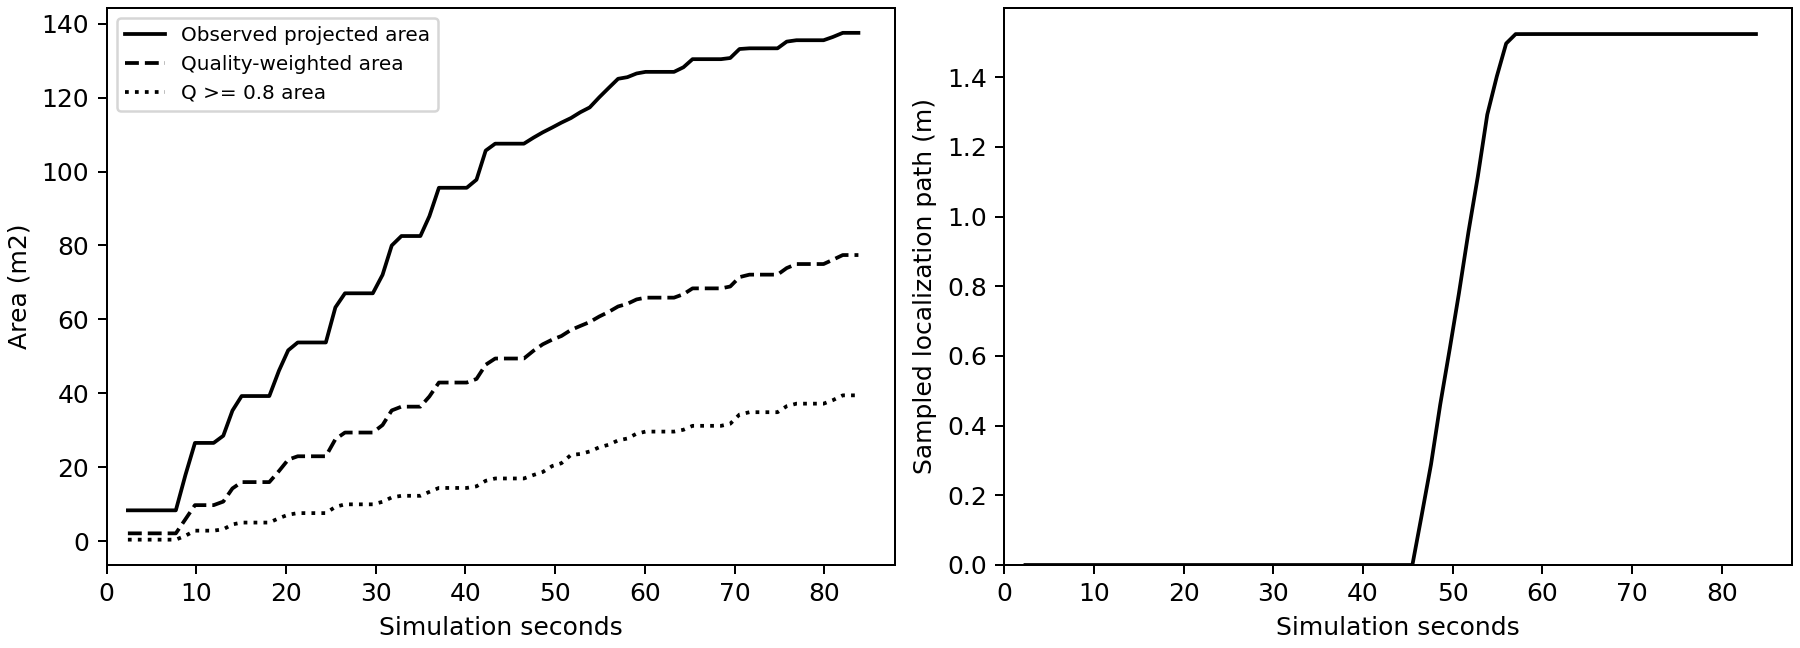 140
120
100
80
60
40
20
0
Area (m2)
Observed projected area
Quality-weighted area
Q >= 0.8 area
0 10 20 30 40 50 60 70 80
Simulation seconds
1.4
1.2
1.0
0.8
0.6
0.4
0.2
0.0
Sampled localization path (m)
0 10 20 30 40 50 60 70 80
Simulation seconds